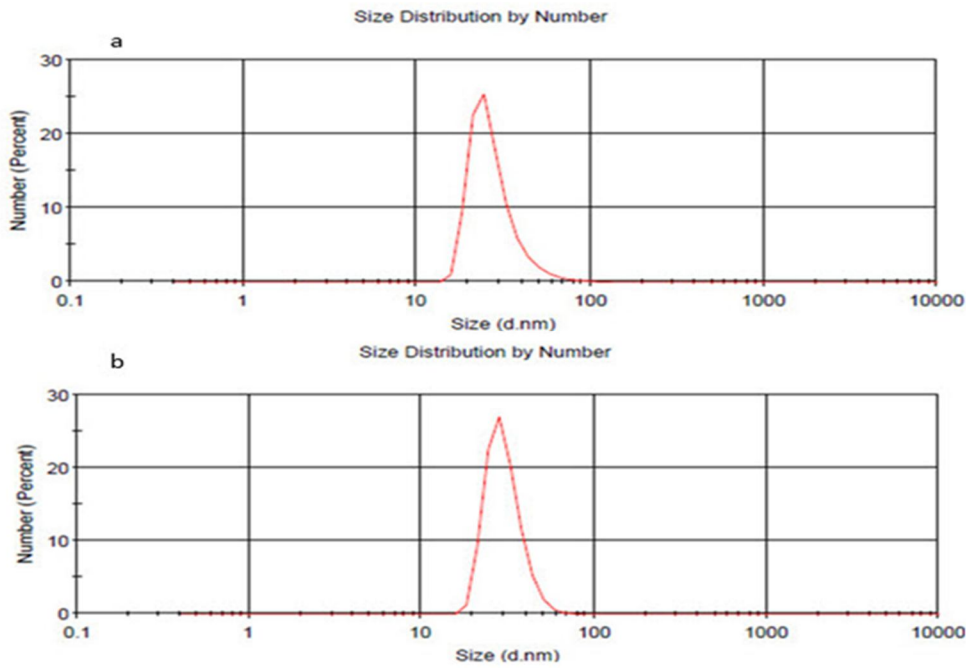 Size Distribution by Number
a
30
20
10
0
Number (Percent)
0.1 1 10 100 1000 10000
Size (d.nm)
Size Distribution by Number
b
30
20
10
0
Number (Percent)
0.1 1 10 100 1000 10000
Size (d.nm)